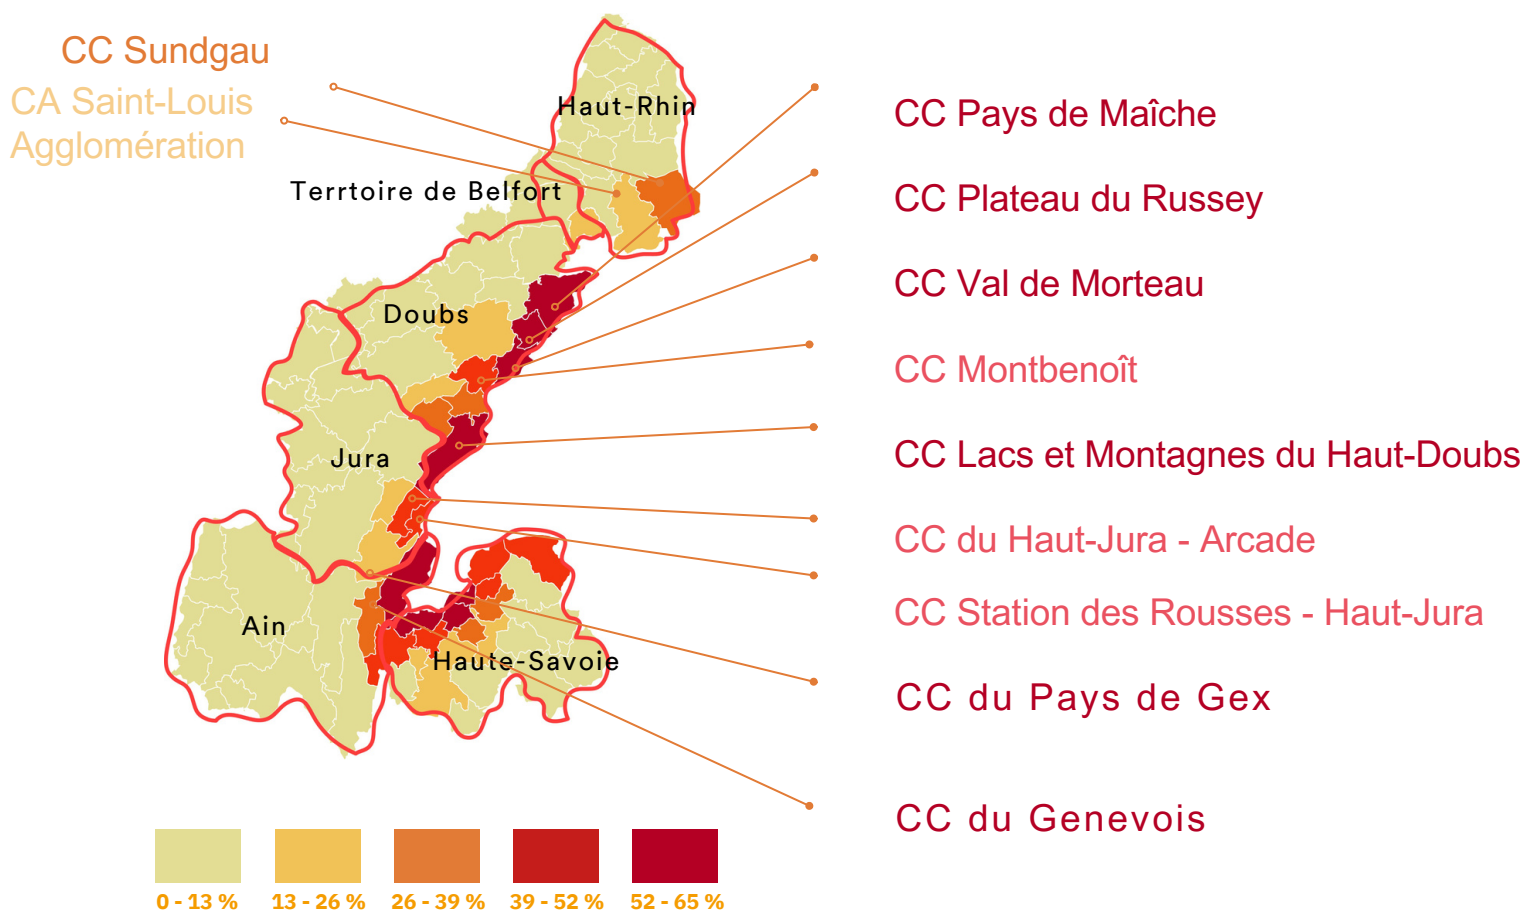 CC Sundgau
CA Saint-Louis
Agglomération
Haut-Rhin
Terrtoire de Belfort
Doubs
Jura
Ain
Haute-Savoie
CC Pays de Maîche
CC Plateau du Russey
CC Val de Morteau
CC Montbenoît
CC Lacs et Montagnes du Haut-Doubs
CC du Haut-Jura - Arcade
CC Station des Rousses - Haut-Jura
CC du Pays de Gex
CC du Genevois
0 - 13 %
13 - 26 %
26 - 39 %
39 - 52 %
52 - 65 %